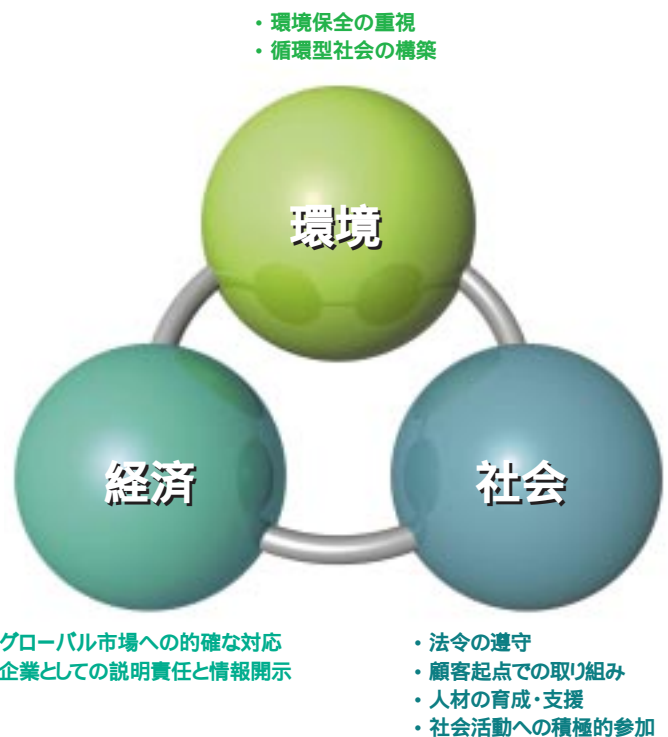 ・環境保全の重視
・循環型社会の構築
環境
経済
社会
グローバル市場への的確な対応
企業としての説明責任と情報開示
・法令の遵守
・顧客起点での取り組み
・人材の育成・支援
・社会活動への積極的参加